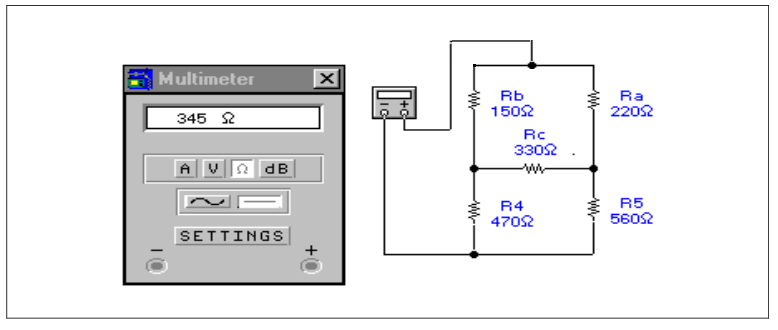 Multimeter
345 Ω
A V Ω dB
SETTINGS
− +
− +
Rb
150Ω
Ra
220Ω
Rc
330Ω
R4
470Ω
R5
560Ω